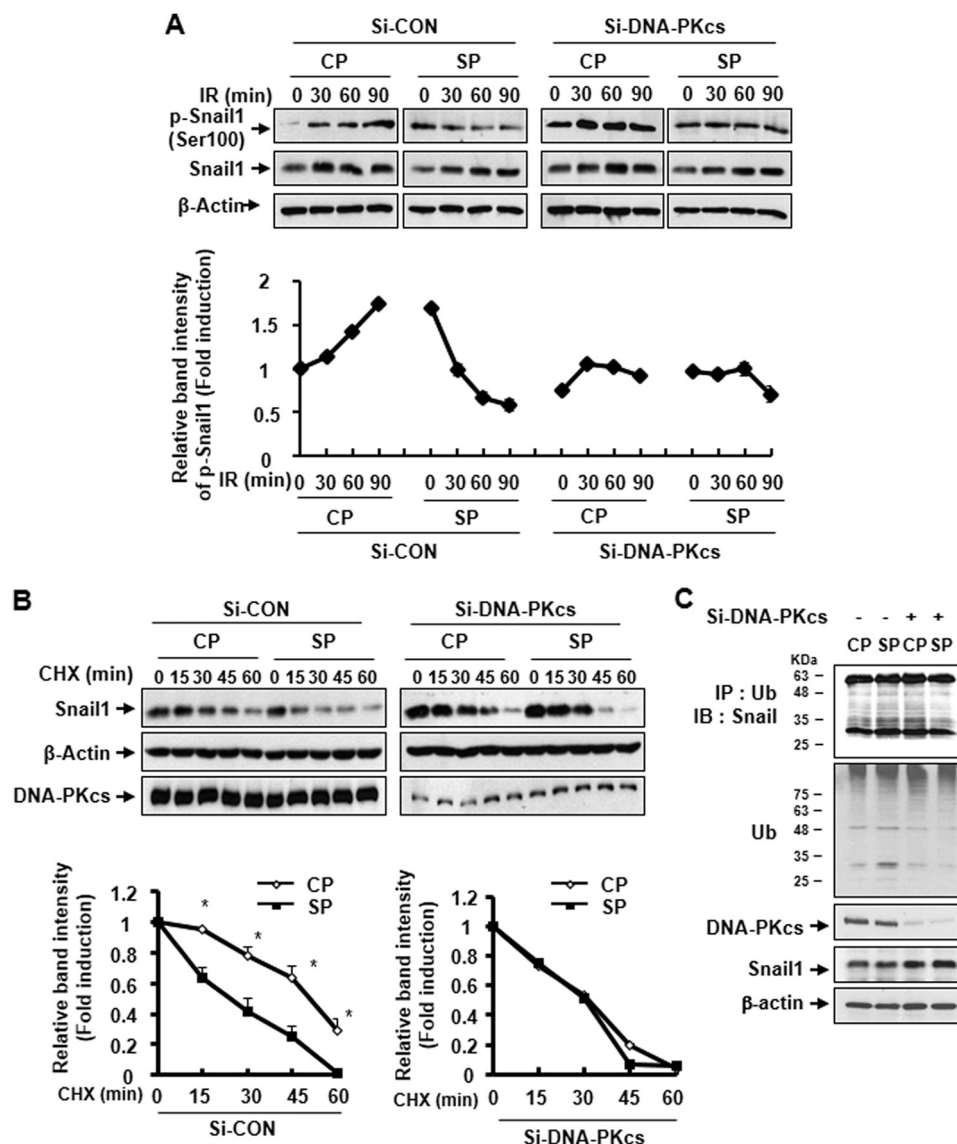 A
Si-CON Si-DNA-PKcs
CP SP CP SP
IR (min) 0 30 60 90 0 30 60 90 0 30 60 90 0 30 60 90
p-Snail1
(Ser100)
Snail1
β-Actin
Relative band intensity
of p-Snail1 (Fold induction)
2
1.5
1
0.5
0
IR (min) 0 30 60 90 0 30 60 90 0 30 60 90 0 30 60 90
CP SP CP SP
Si-CON Si-DNA-PKcs
B
Si-CON Si-DNA-PKcs
CP SP CP SP
CHX (min) 0 15 30 45 60 0 15 30 45 60 0 15 30 45 60 0 15 30 45 60
Snail1
β-Actin
DNA-PKcs
Relative band intensity
(Fold induction)
1.2
1
0.8
0.6
0.4
0.2
0
CP
SP
* * * *
CHX (min) 0 15 30 45 60
Si-CON
Relative band intensity
(Fold induction)
1.2
1
0.8
0.6
0.4
0.2
0
CP
SP
CHX (min) 0 15 30 45 60
Si-DNA-PKcs
C
Si-DNA-PKcs - - + +
CP SP CP SP
KDa
IP : Ub
IB : Snail
63
48
35
25
Ub
75
63
48
35
25
DNA-PKcs
Snail1
β-actin